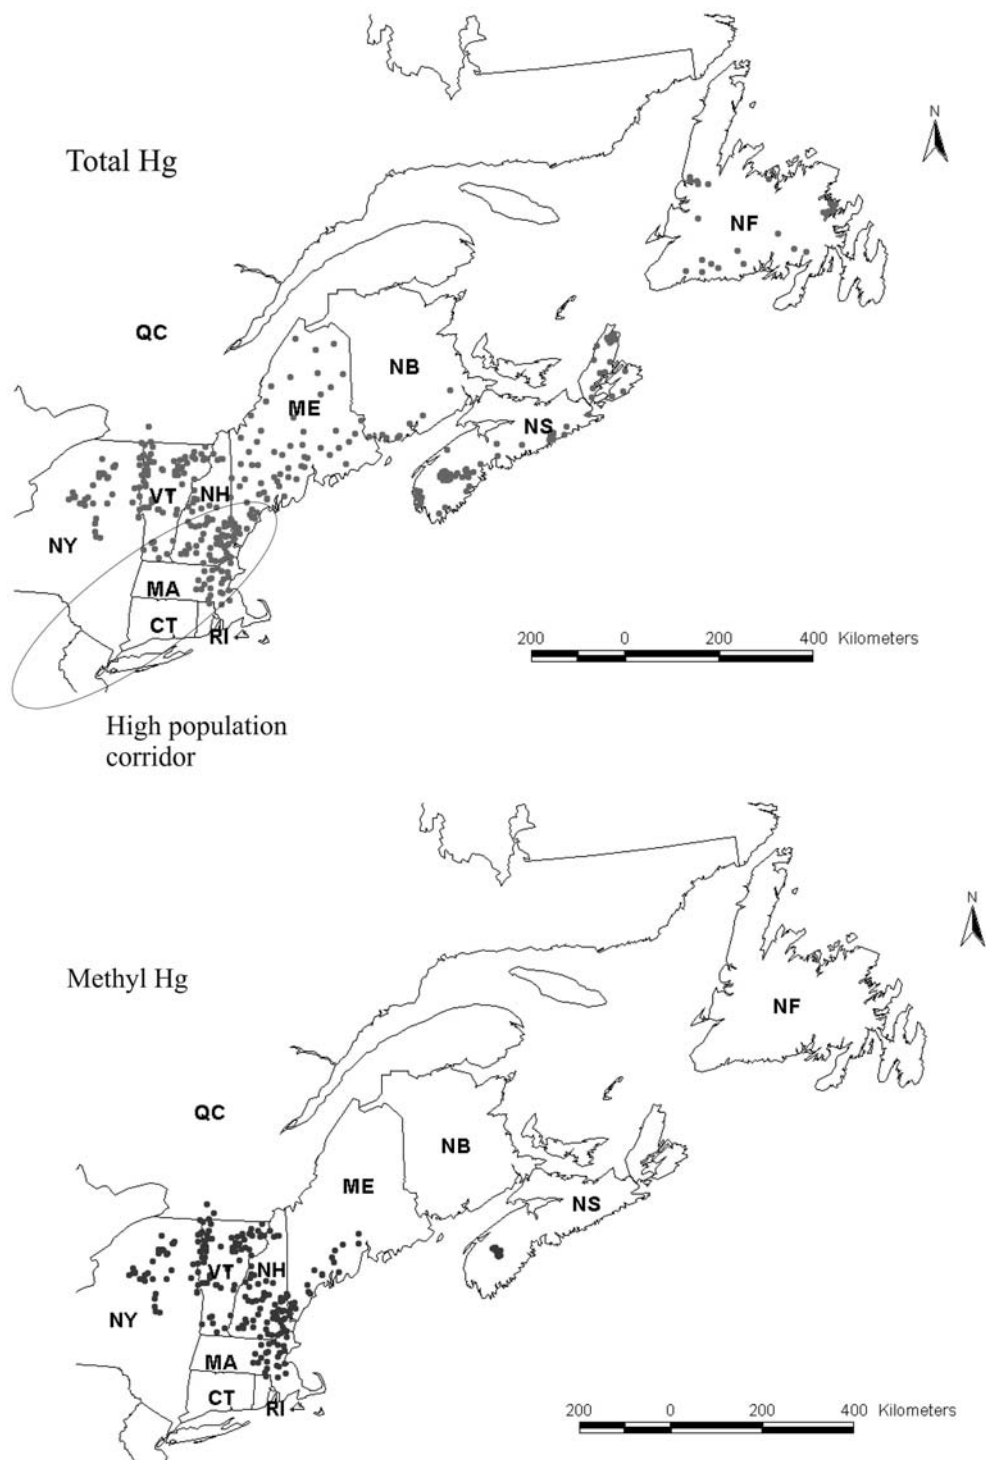 N
Total Hg
NF
QC
NB
ME
NS
VT
NH
NY
MA
CT
RI
200 0 200 400 Kilometers
High population
corridor
N
Methyl Hg
NF
QC
NB
ME
NS
VT
NH
NY
MA
CT
RI
200 0 200 400 Kilometers